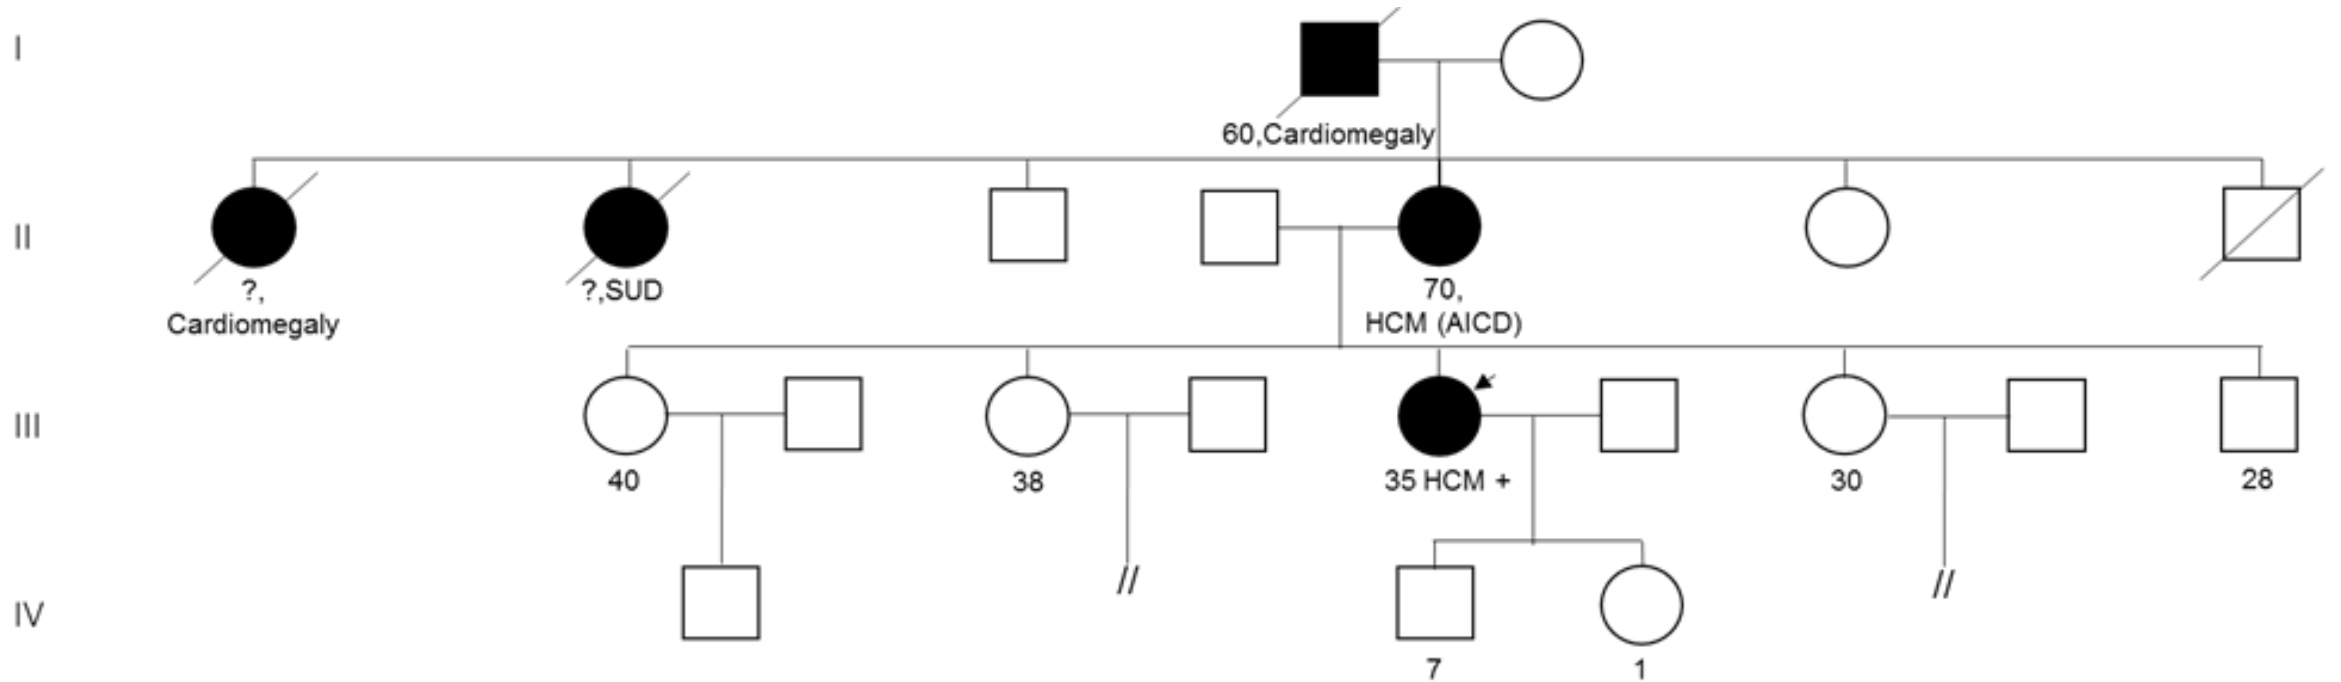 I
60,Cardiomegaly
II
?,
Cardiomegaly
?,SUD
70,
HCM (AICD)
III
40
38
35 HCM +
30
28
//
//
IV
7
1